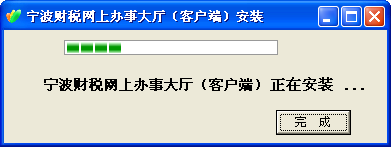 宁波财税网上办事大厅（客户端）安装
宁波财税网上办事大厅（客户端）正在安装 ...
完 成